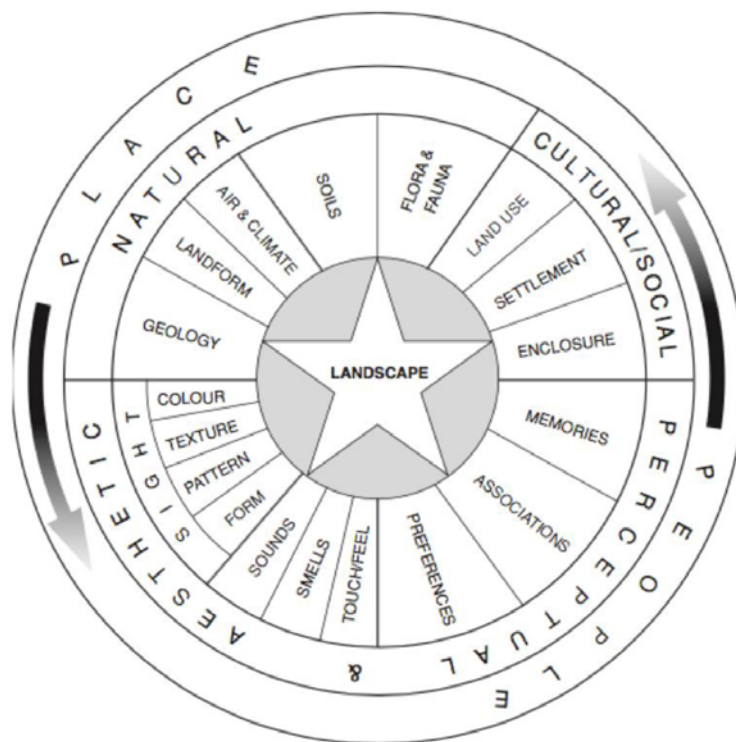 PLACE
NATURAL
CULTURAL/SOCIAL
GEOLOGY
LANDFORM
AIR & CLIMATE
SOILS
FLORA &
FAUNA
LAND USE
SETTLEMENT
ENCLOSURE
LANDSCAPE
MEMORIES
ASSOCIATIONS
PREFERENCES
TOUCH/FEEL
SMELLS
SOUNDS
SIGHT
COLOUR
TEXTURE
PATTERN
FORM
AESTHETIC & PERCEPTUAL
PEOPLE